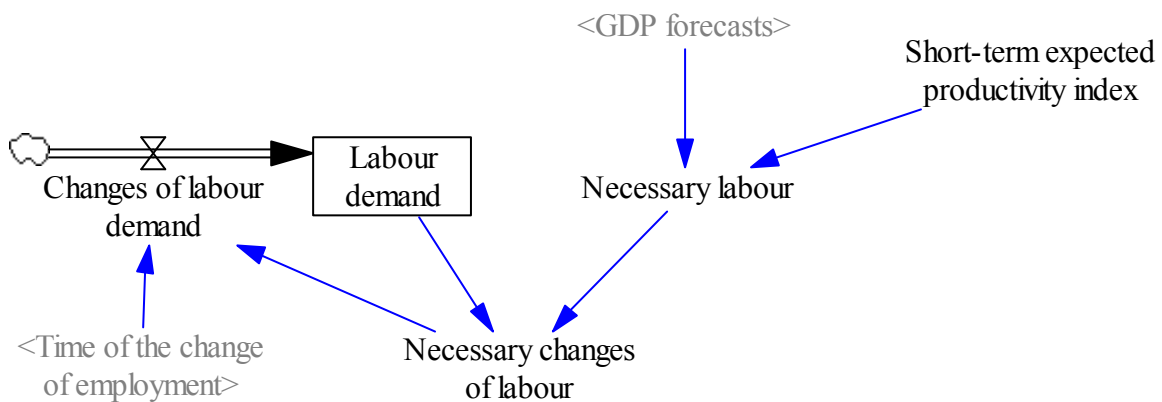 <GDP forecasts>
Short-term expected
productivity index
Labour
demand
Changes of labour
demand
Necessary labour
<Time of the change
of employment>
Necessary changes
of labour